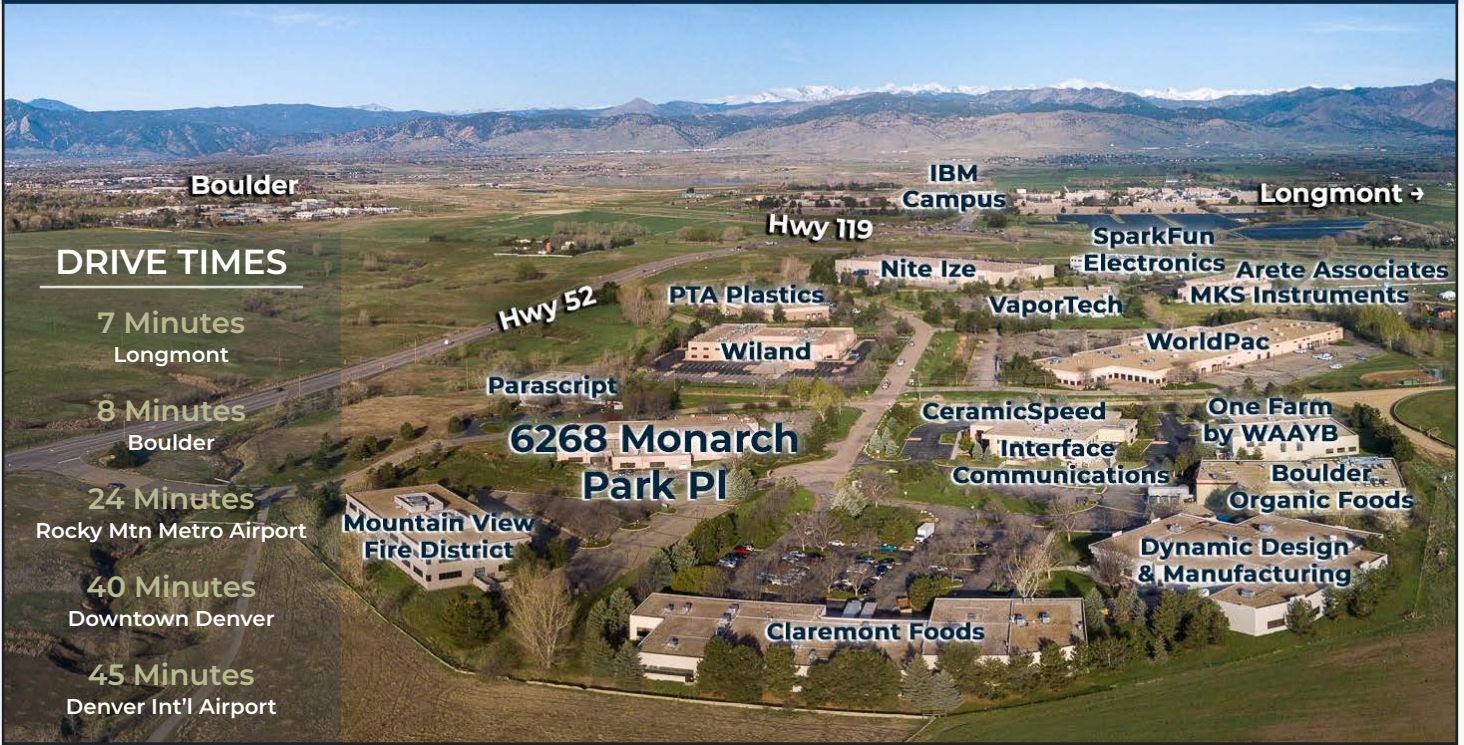 Boulder
IBM
Campus
Longmont →
Hwy 119
SparkFun
Electronics
Nite Ize
Arete Associates
MKS Instruments
DRIVE TIMES
PTA Plastics
VaporTech
Hwy 52
7 Minutes
Longmont
Wiland
WorldPac
Parascript
8 Minutes
Boulder
6268 Monarch
Park Pl
CeramicSpeed
Interface
Communications
One Farm
by WAAYB
Boulder
Organic Foods
24 Minutes
Rocky Mtn Metro Airport
Mountain View
Fire District
Dynamic Design
& Manufacturing
40 Minutes
Downtown Denver
Claremont Foods
45 Minutes
Denver Int'l Airport